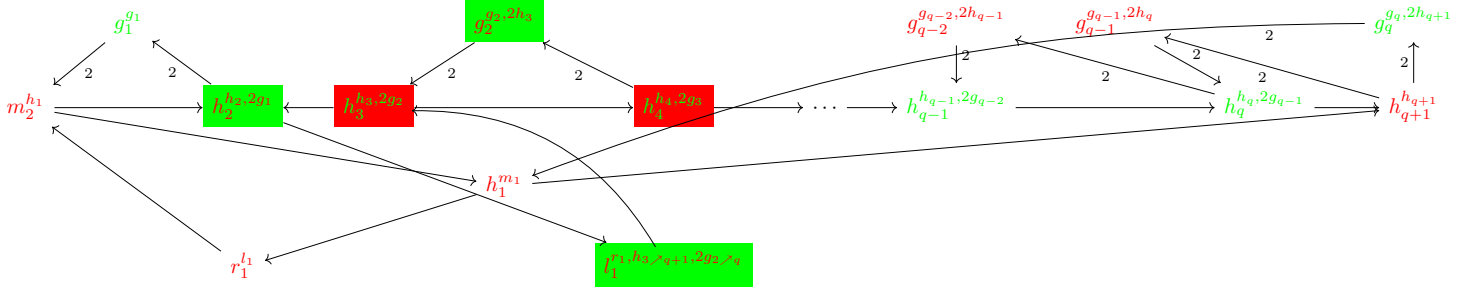 g_1^{g_1} g_2^{g_2,2h_3} g_{q-2}^{g_{q-2},2h_{q-1}} g_{q-1}^{g_{q-1},2h_q} g_q^{g_q,2h_{q+1}}
2 2 2 2 2 2 2 2 2 2
m_2^{h_1} h_2^{h_2,2g_1} h_3^{h_3,2g_2} h_4^{h_4,2g_3} ⋯ h_{q-1}^{h_{q-1},2g_{q-2}} h_q^{h_q,2g_{q-1}} h_{q+1}^{h_{q+1}}
h_1^{m_1}
r_1^{l_1} l_1^{r_1,h_{3↗q+1},2g_{2↗q}}